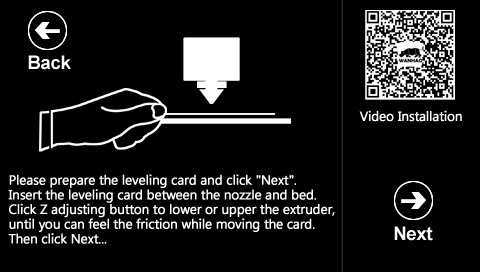 Back
Please prepare the leveling card and click "Next".
Insert the leveling card between the nozzle and bed.
Click Z adjusting button to lower or upper the extruder,
until you can feel the friction while moving the card.
Then click Next...
WANHAO
Video Installation
Next